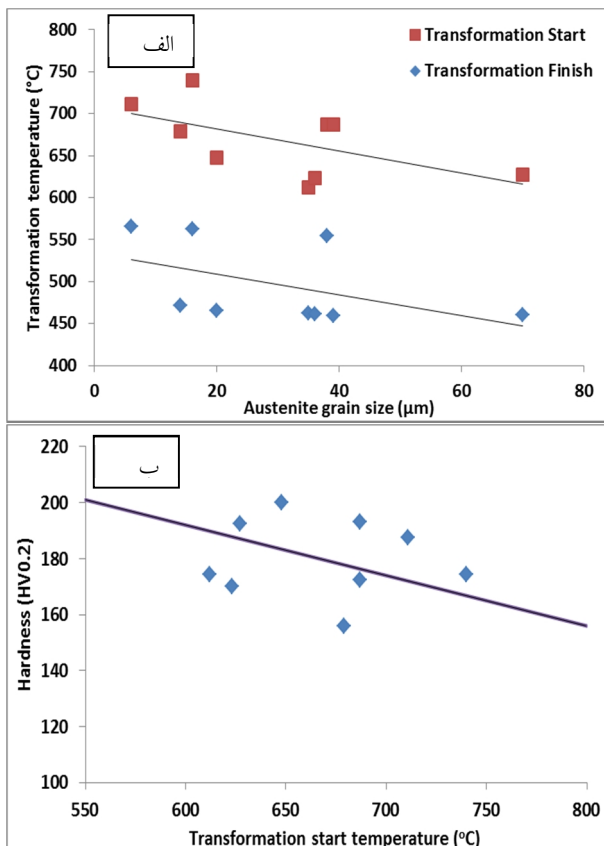 الف
Transformation Start
Transformation Finish
Transformation temperature (°C)
800
750
700
650
600
550
500
450
400
0 20 40 60 80
Austenite grain size (μm)
ب
Hardness (HV0.2)
220
200
180
160
140
120
100
550 600 650 700 750 800
Transformation start temperature (°C)